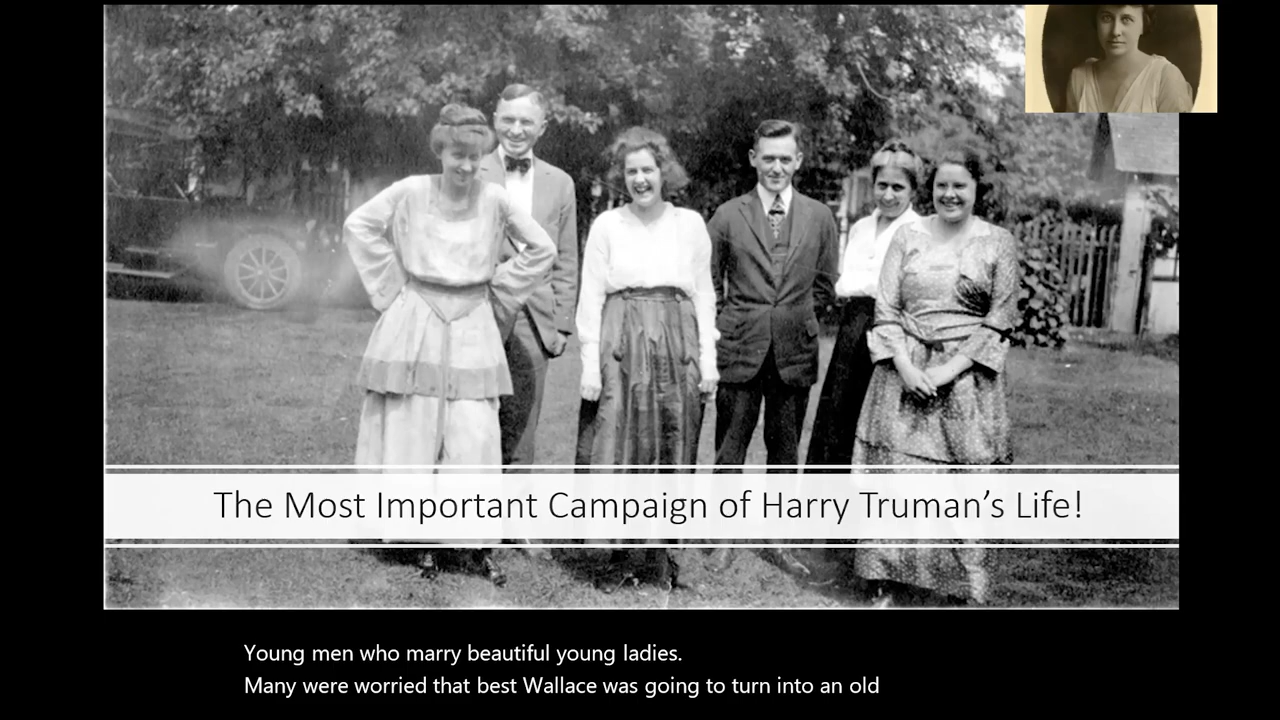 The Most Important Campaign of Harry Truman's Life!
Young men who marry beautiful young ladies.
Many were worried that best Wallace was going to turn into an old